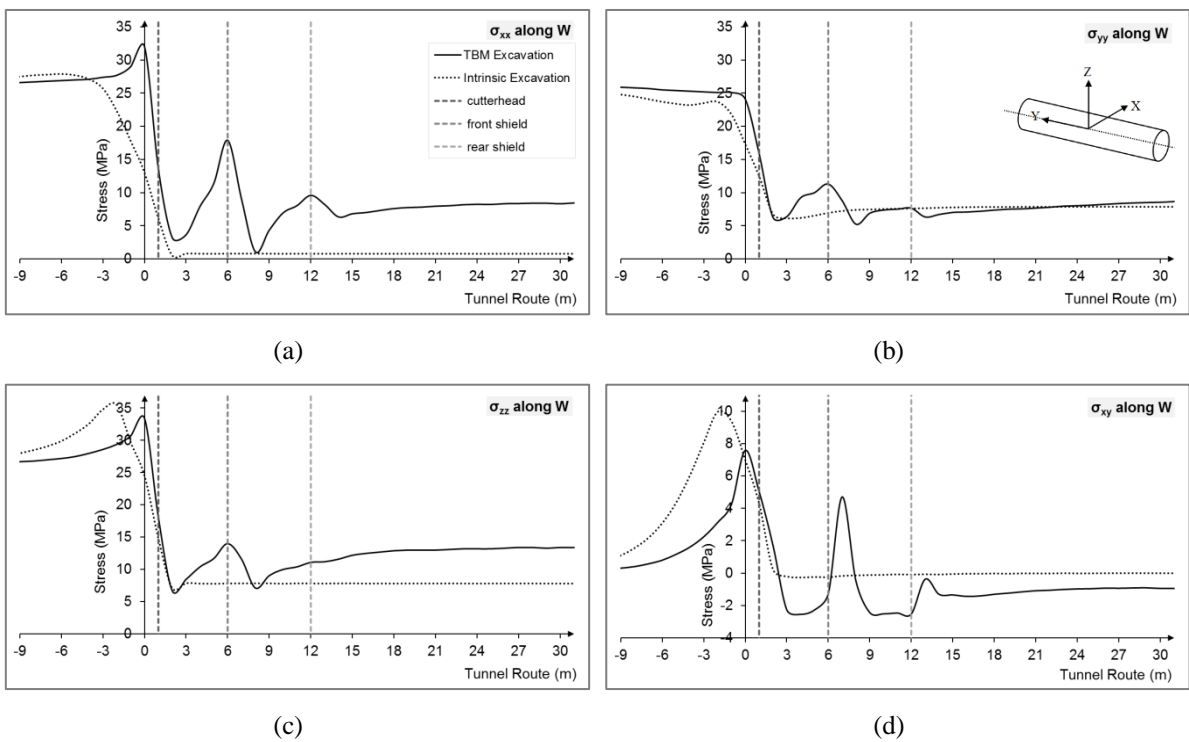 σxx along W
35
30
25
20
15
10
5
0
Stress (MPa)
TBM Excavation
Intrinsic Excavation
cutterhead
front shield
rear shield
-9 -6 -3 0 3 6 9 12 15 18 21 24 27 30
Tunnel Route (m)
(a)
σyy along W
35
30
25
20
15
10
5
0
Stress (MPa)
Z
X
Y
-9 -6 -3 0 3 6 9 12 15 18 21 24 27 30
Tunnel Route (m)
(b)
σzz along W
35
30
25
20
15
10
5
0
Stress (MPa)
-9 -6 -3 0 3 6 9 12 15 18 21 24 27 30
Tunnel Route (m)
(c)
σxy along W
10
8
6
4
2
0
-2
-4
Stress (MPa)
-9 -6 -3 0 3 6 9 12 15 18 21 24 27 30
Tunnel Route (m)
(d)